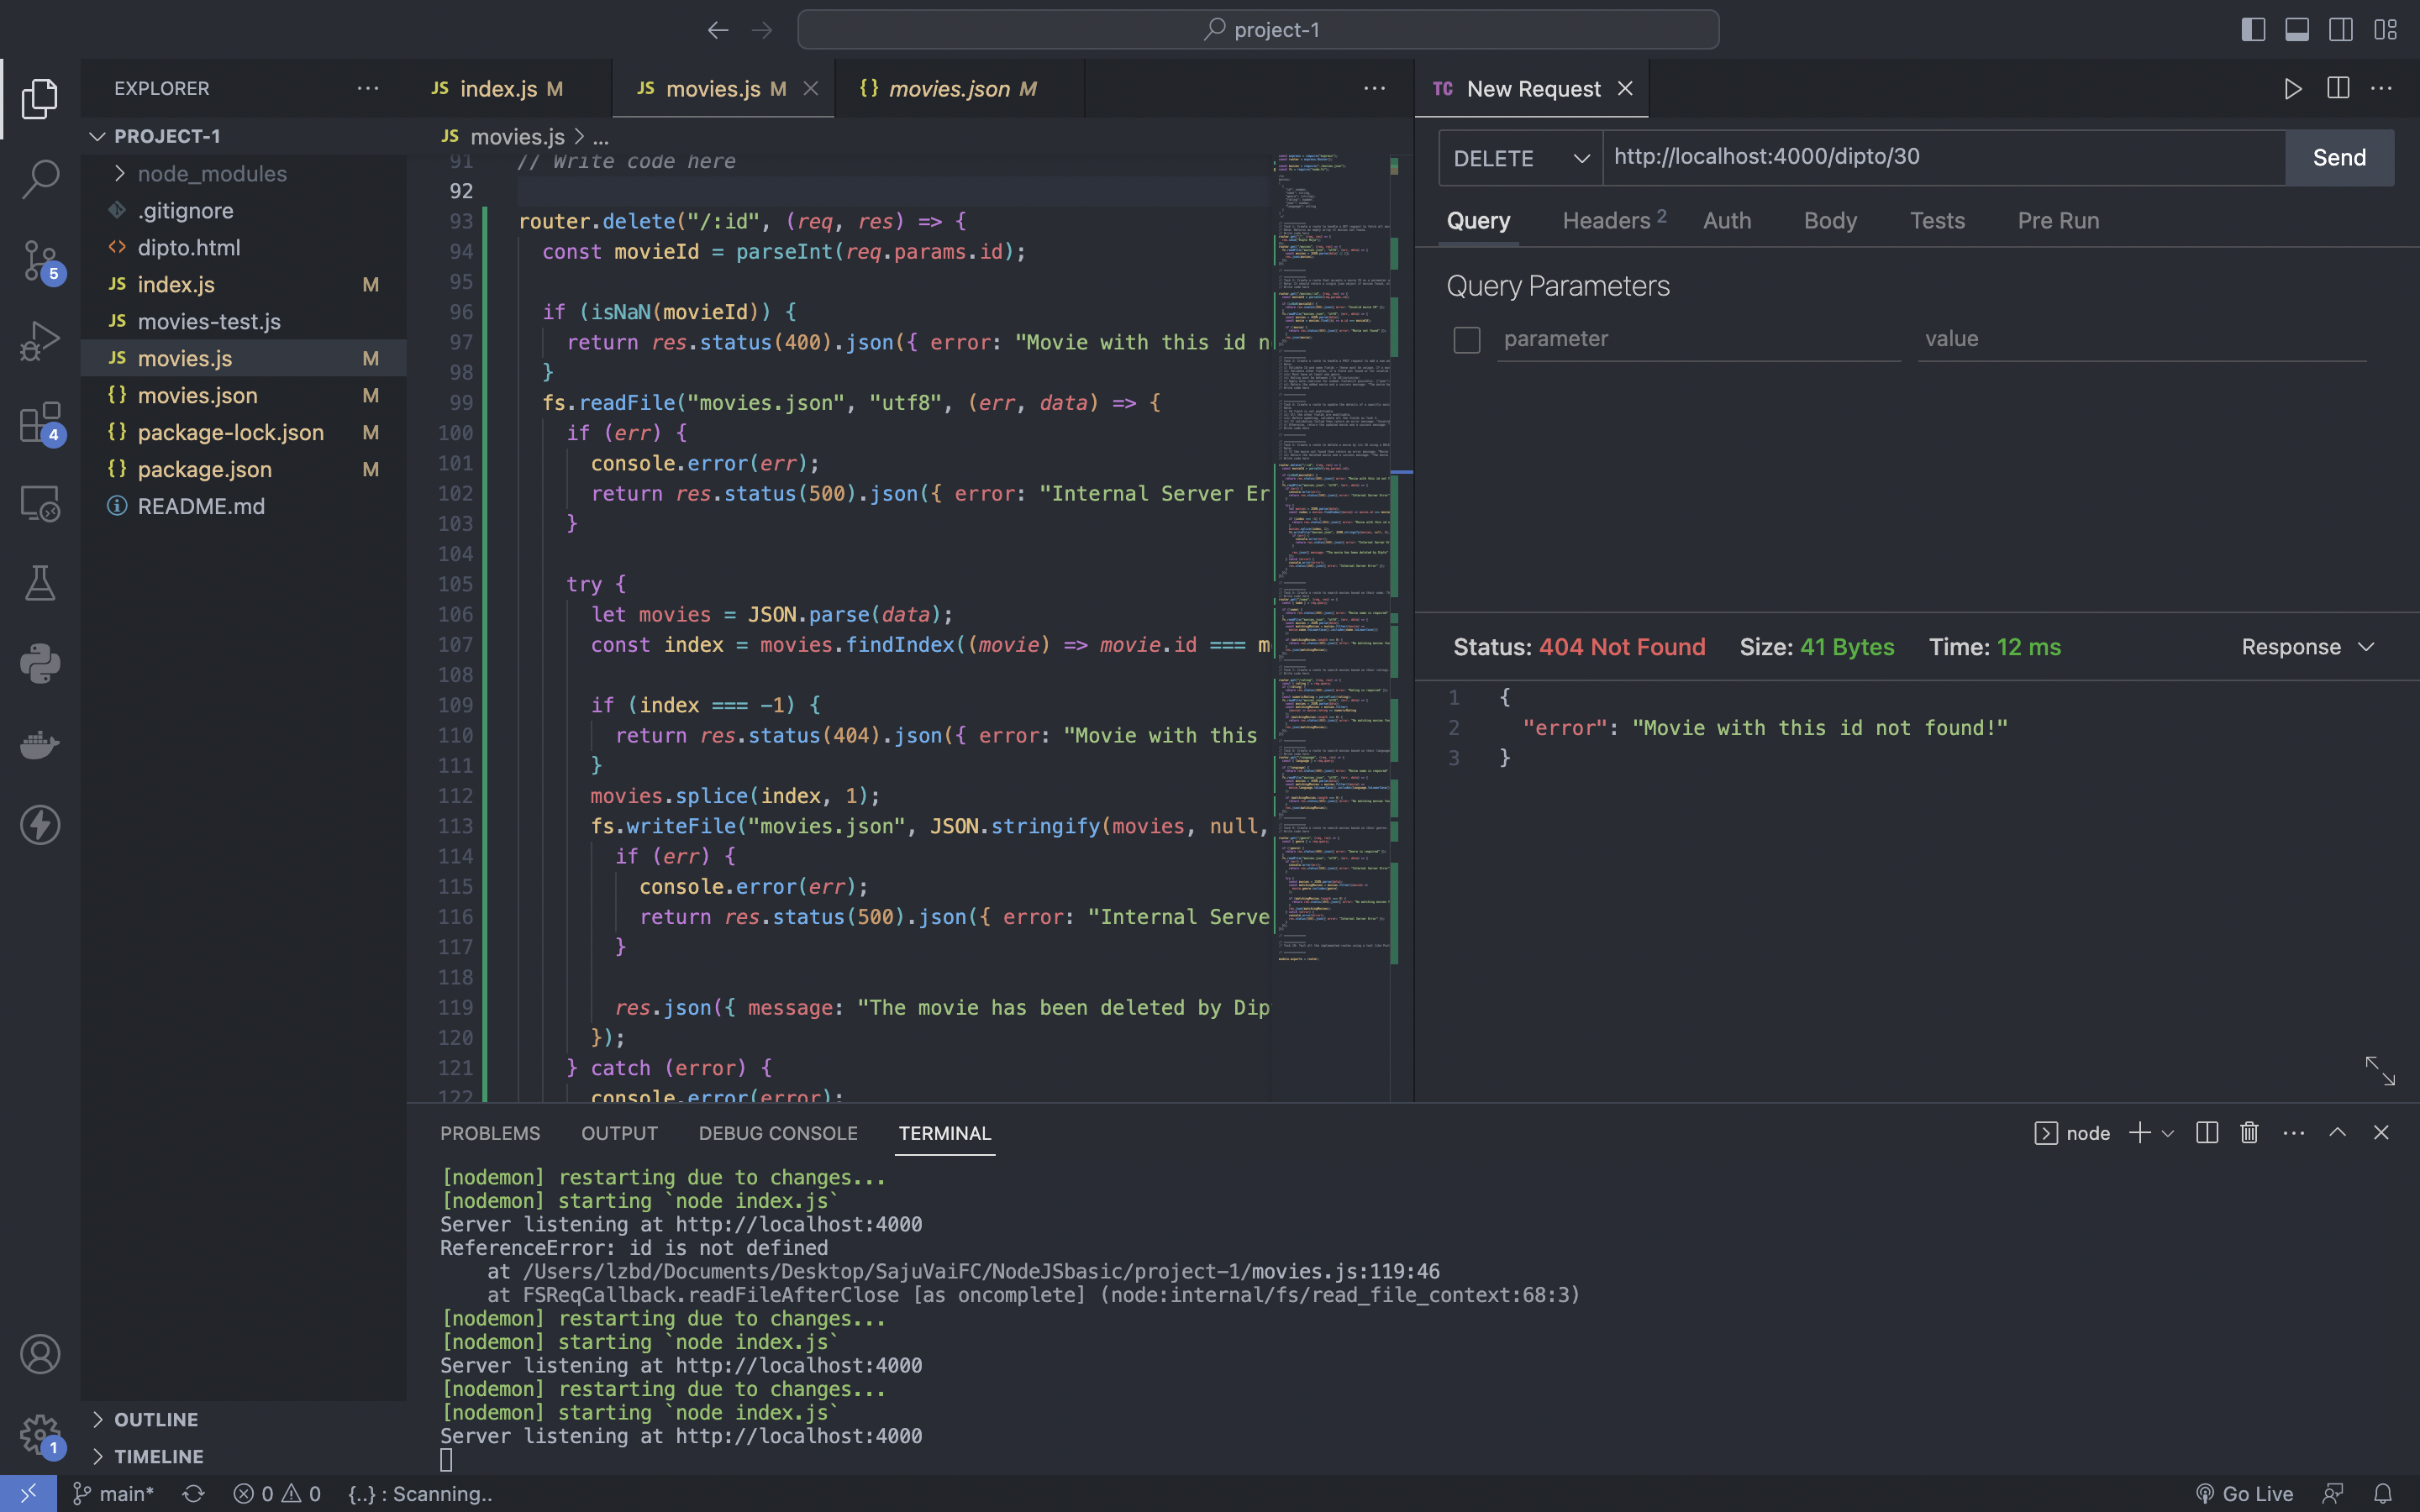 project-1
EXPLORER
PROJECT-1
node_modules
.gitignore
dipto.html
JS index.js M
JS movies-test.js
JS movies.js M
{} movies.json M
{} package-lock.json M
{} package.json M
README.md
OUTLINE
TIMELINE
5
4
1
JS index.js M
JS movies.js M
{} movies.json M
JS movies.js > ...
91 // Write code here
92
93 router.delete("/:id", (req, res) => {
94 const movieId = parseInt(req.params.id);
95
96 if (isNaN(movieId)) {
97 return res.status(400).json({ error: "Movie with this id n
98 }
99 fs.readFile("movies.json", "utf8", (err, data) => {
100 if (err) {
101 console.error(err);
102 return res.status(500).json({ error: "Internal Server Er
103 }
104
105 try {
106 let movies = JSON.parse(data);
107 const index = movies.findIndex((movie) => movie.id === m
108
109 if (index === -1) {
110 return res.status(404).json({ error: "Movie with this
111 }
112 movies.splice(index, 1);
113 fs.writeFile("movies.json", JSON.stringify(movies, null,
114 if (err) {
115 console.error(err);
116 return res.status(500).json({ error: "Internal Serve
117 }
118
119 res.json({ message: "The movie has been deleted by Dip
120 });
121 } catch (error) {
122 console.error(error);
TC New Request
DELETE http://localhost:4000/dipto/30 Send
Query Headers 2 Auth Body Tests Pre Run
Query Parameters
parameter value
Status: 404 Not Found Size: 41 Bytes Time: 12 ms Response
1 {
2 "error": "Movie with this id not found!"
3 }
PROBLEMS OUTPUT DEBUG CONSOLE TERMINAL
node
[nodemon] restarting due to changes...
[nodemon] starting `node index.js`
Server listening at http://localhost:4000
ReferenceError: id is not defined
at /Users/lzbd/Documents/Desktop/SajuVaiFC/NodeJSbasic/project-1/movies.js:119:46
at FSReqCallback.readFileAfterClose [as oncomplete] (node:internal/fs/read_file_context:68:3)
[nodemon] restarting due to changes...
[nodemon] starting `node index.js`
Server listening at http://localhost:4000
[nodemon] restarting due to changes...
[nodemon] starting `node index.js`
Server listening at http://localhost:4000
main* 0 0 {..} : Scanning..
Go Live